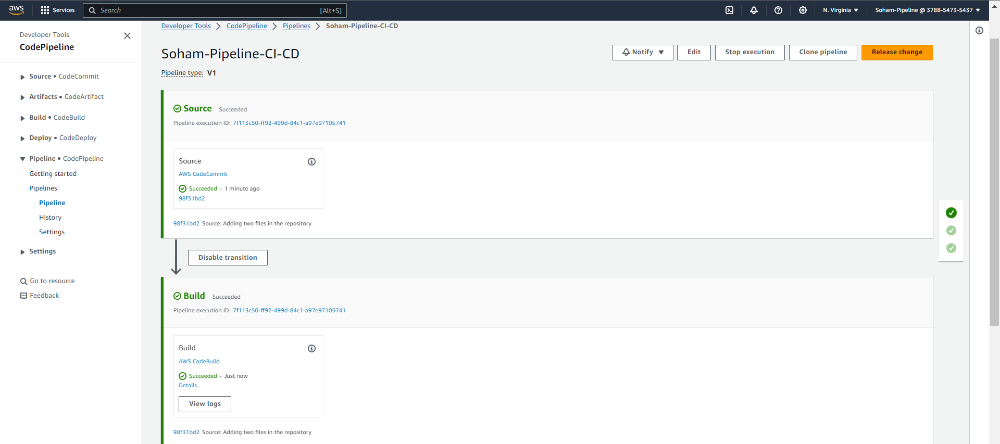 aws
Services
Search
[Alt+S]
N. Virginia
Soham-Pipeline @ 3788-5473-5437
Developer Tools
CodePipeline
Source • CodeCommit
Artifacts • CodeArtifact
Build • CodeBuild
Deploy • CodeDeploy
Pipeline • CodePipeline
Getting started
Pipelines
Pipeline
History
Settings
Settings
Go to resource
Feedback
Developer Tools
CodePipeline
Pipelines
Soham-Pipeline-CI-CD
Soham-Pipeline-CI-CD
Notify
Edit
Stop execution
Clone pipeline
Release change
Pipeline type: V1
Source Succeeded
Pipeline execution ID: 7f113c50-ff92-499d-84c1-a97e97105741
Source
AWS CodeCommit
Succeeded - 1 minute ago
98f31bd2
98f31bd2 Source: Adding two files in the repository
Disable transition
Build Succeeded
Pipeline execution ID: 7f113c50-ff92-499d-84c1-a97e97105741
Build
AWS CodeBuild
Succeeded - Just now
Details
View logs
98f31bd2 Source: Adding two files in the repository